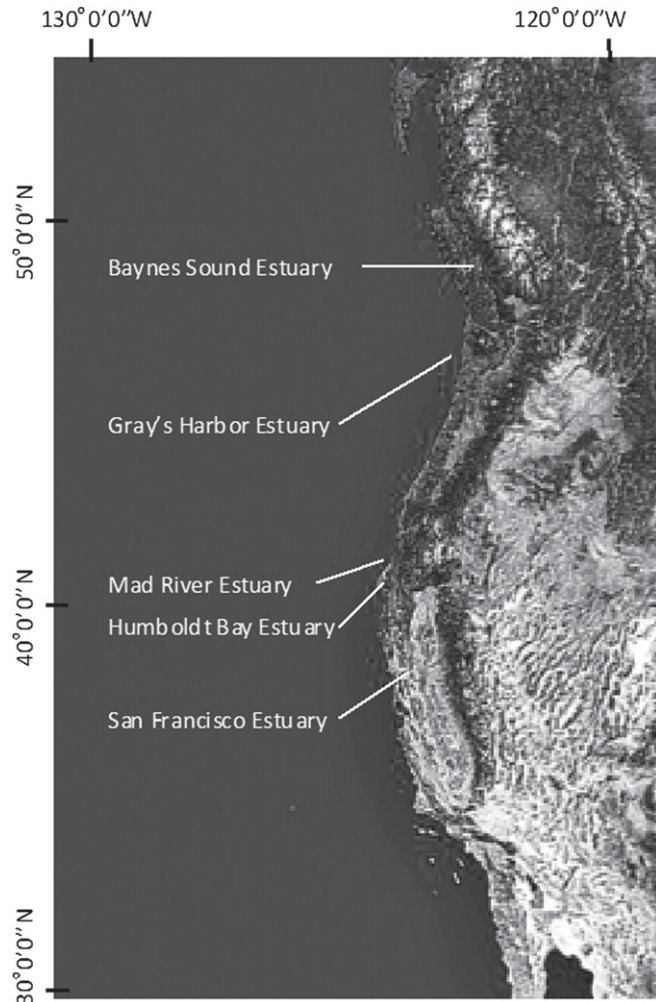 130°0'0"W 120°0'0"W
50°0'0"N
Baynes Sound Estuary
Gray's Harbor Estuary
Mad River Estuary
40°0'0"N
Humboldt Bay Estuary
San Francisco Estuary
30°0'0"N